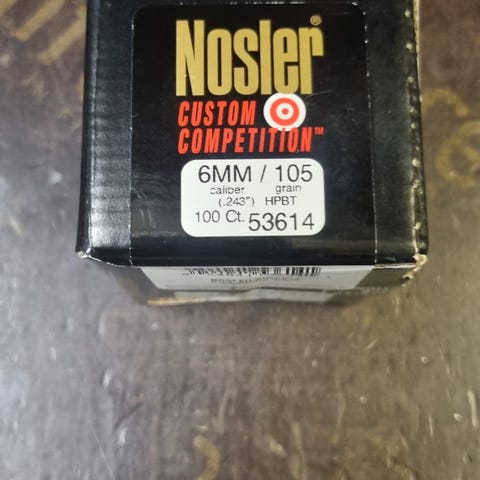 Nosler®
CUSTOM
COMPETITION™
6MM / 105
caliber grain
(.243") HPBT
100 Ct. 53614